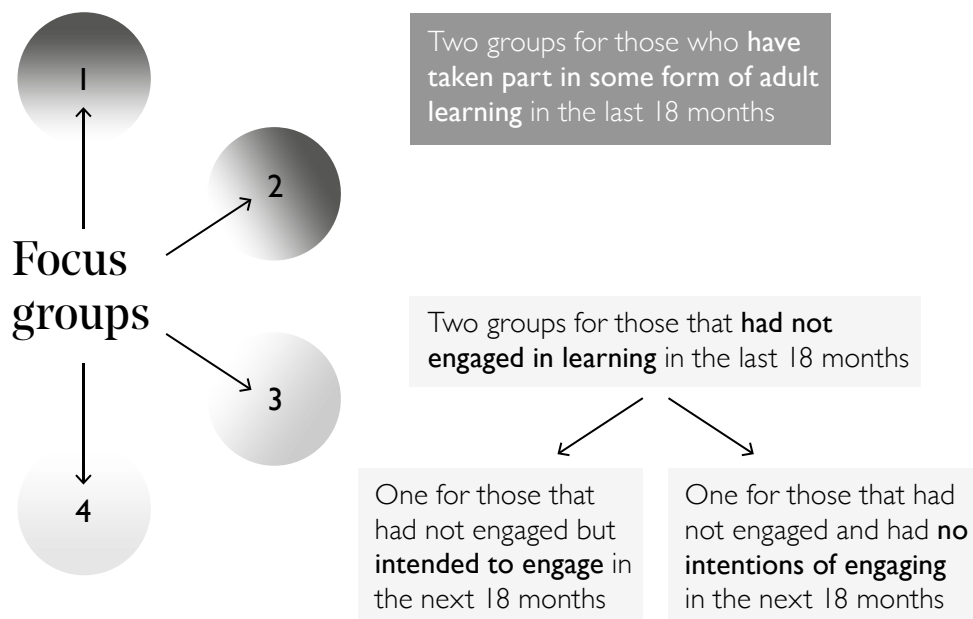 1
2
Focus
groups
3
4
Two groups for those who have
taken part in some form of adult
learning in the last 18 months
Two groups for those that had not
engaged in learning in the last 18 months
One for those that
had not engaged but
intended to engage in
the next 18 months
One for those that had
not engaged and had no
intentions of engaging
in the next 18 months